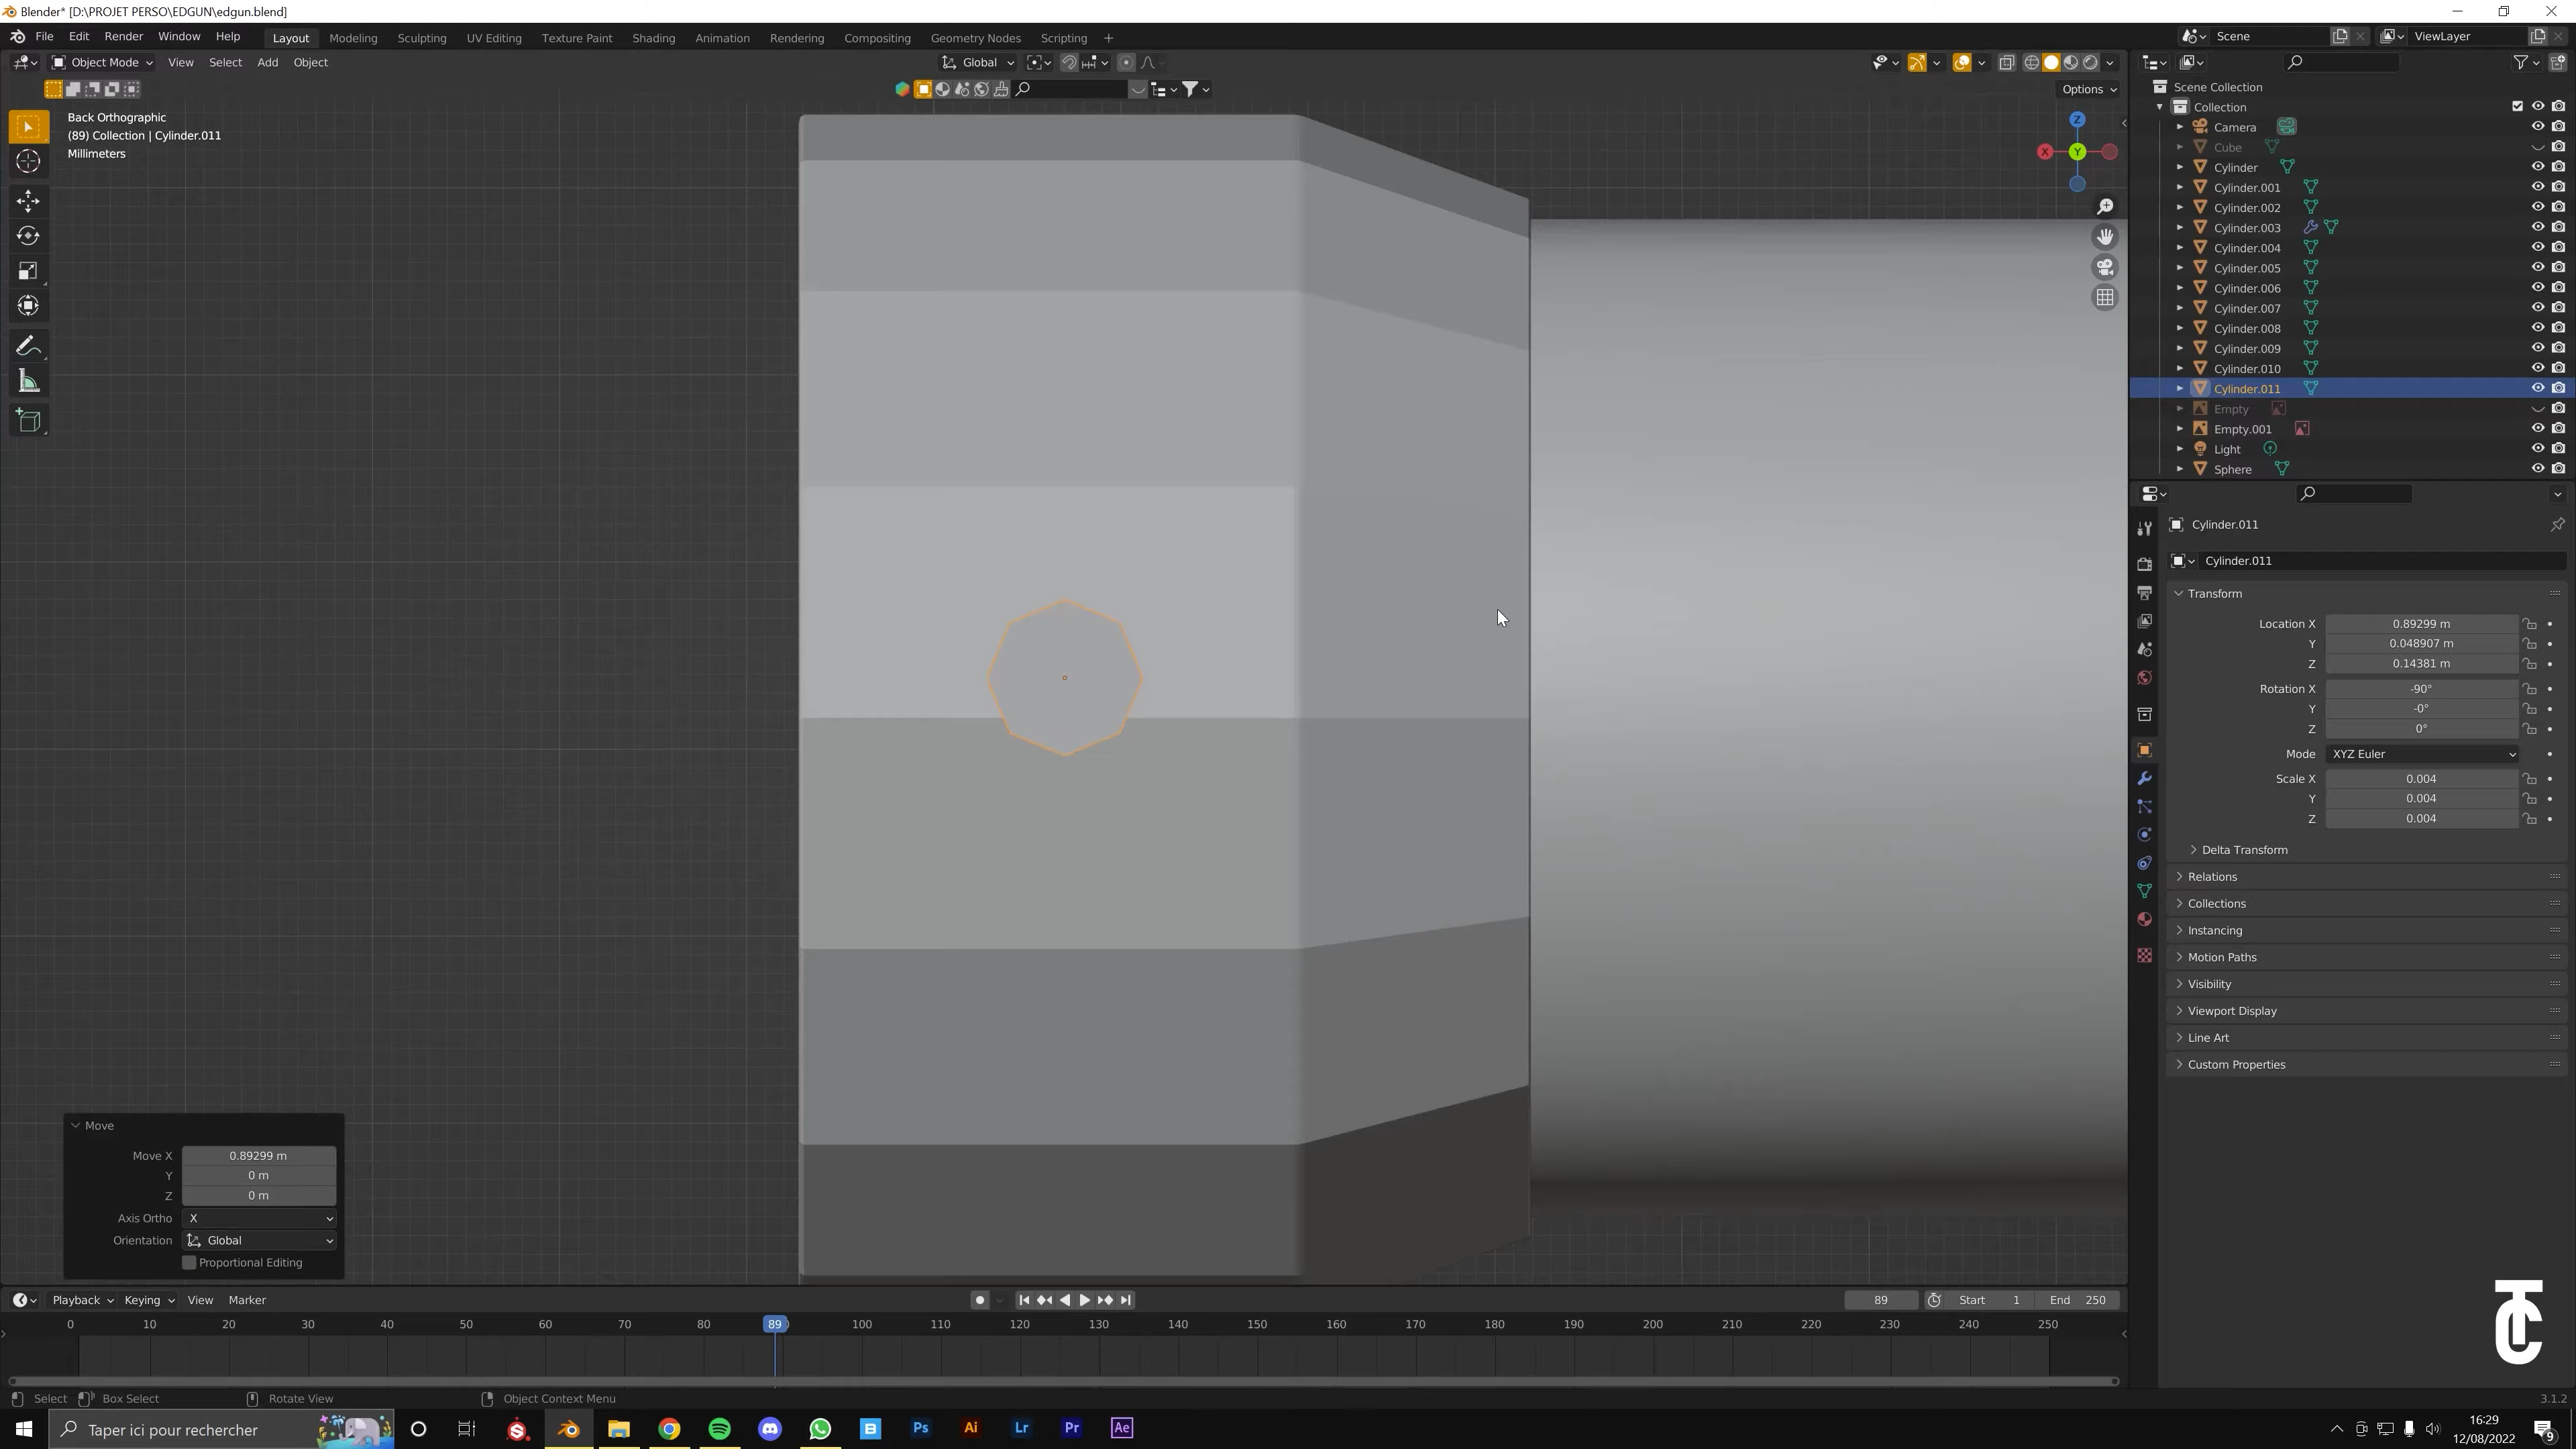 Blender* [D:\PROJET PERSO\EDGUN\edgun.blend]
File Edit Render Window Help Layout Modeling Sculpting UV Editing Texture Paint Shading Animation Rendering Compositing Geometry Nodes Scripting + Scene ViewLayer
Object Mode View Select Add Object Global
Options
Back Orthographic
(89) Collection | Cylinder.011
Millimeters
Z
X Y
Scene Collection
Collection
Camera
Cube
Cylinder
Cylinder.001
Cylinder.002
Cylinder.003
Cylinder.004
Cylinder.005
Cylinder.006
Cylinder.007
Cylinder.008
Cylinder.009
Cylinder.010
Cylinder.011
Empty
Empty.001
Light
Sphere
Cylinder.011
Cylinder.011
Transform
Location X 0.89299 m
Y 0.048907 m
Z 0.14381 m
Rotation X -90°
Y -0°
Z 0°
Mode XYZ Euler
Scale X 0.004
Y 0.004
Z 0.004
Delta Transform
Relations
Collections
Instancing
Motion Paths
Visibility
Viewport Display
Line Art
Custom Properties
Move
Move X 0.89299 m
Y 0 m
Z 0 m
Axis Ortho X
Orientation Global
Proportional Editing
Playback Keying View Marker 89 Start 1 End 250
0 10 20 30 40 50 60 70 80 89 100 110 120 130 140 150 160 170 180 190 200 210 220 230 240 250
Select Box Select Rotate View Object Context Menu 3.1.2
Taper ici pour rechercher Ps Ai Lr Pr Ae
16:29
12/08/2022
9